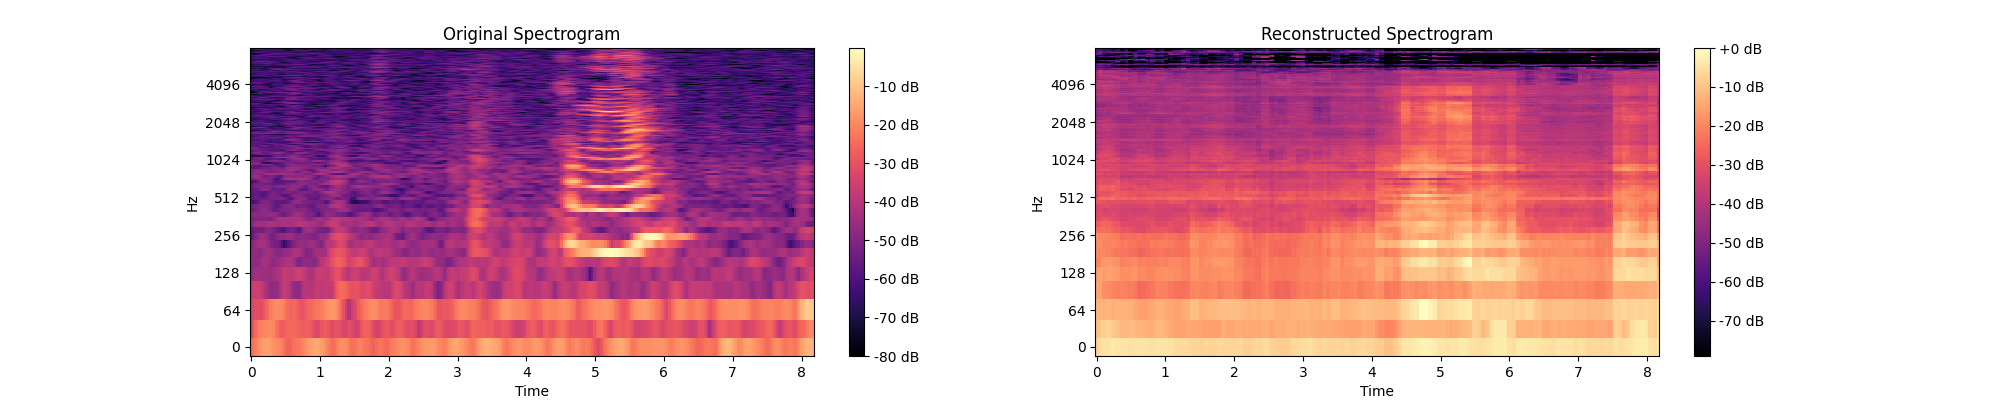 Original Spectrogram
Hz
4096
2048
1024
512
256
128
64
0
0 1 2 3 4 5 6 7 8
Time
-10 dB
-20 dB
-30 dB
-40 dB
-50 dB
-60 dB
-70 dB
-80 dB
Reconstructed Spectrogram
Hz
4096
2048
1024
512
256
128
64
0
0 1 2 3 4 5 6 7 8
Time
+0 dB
-10 dB
-20 dB
-30 dB
-40 dB
-50 dB
-60 dB
-70 dB